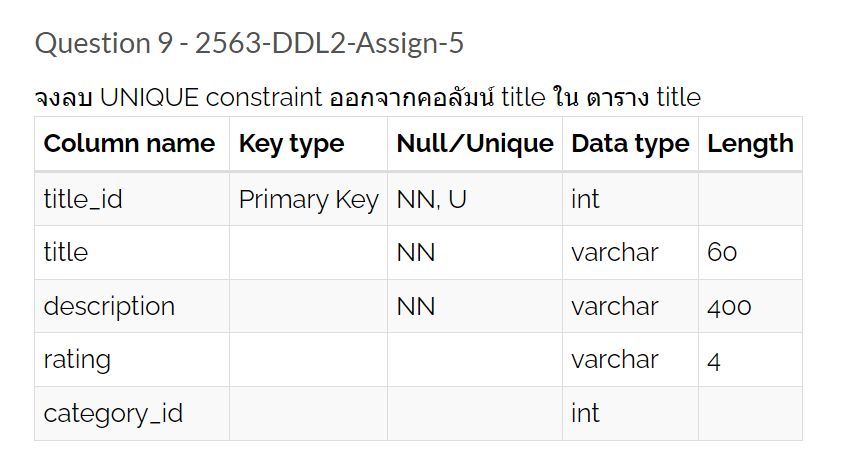 Question 9 - 2563-DDL2-Assign-5
จงลบ UNIQUE constraint ออกจากคอลัมน์ title ใน ตาราง title
Column name Key type Null/Unique Data type Length
title_id Primary Key NN, U int
title NN varchar 60
description NN varchar 400
rating varchar 4
category_id int